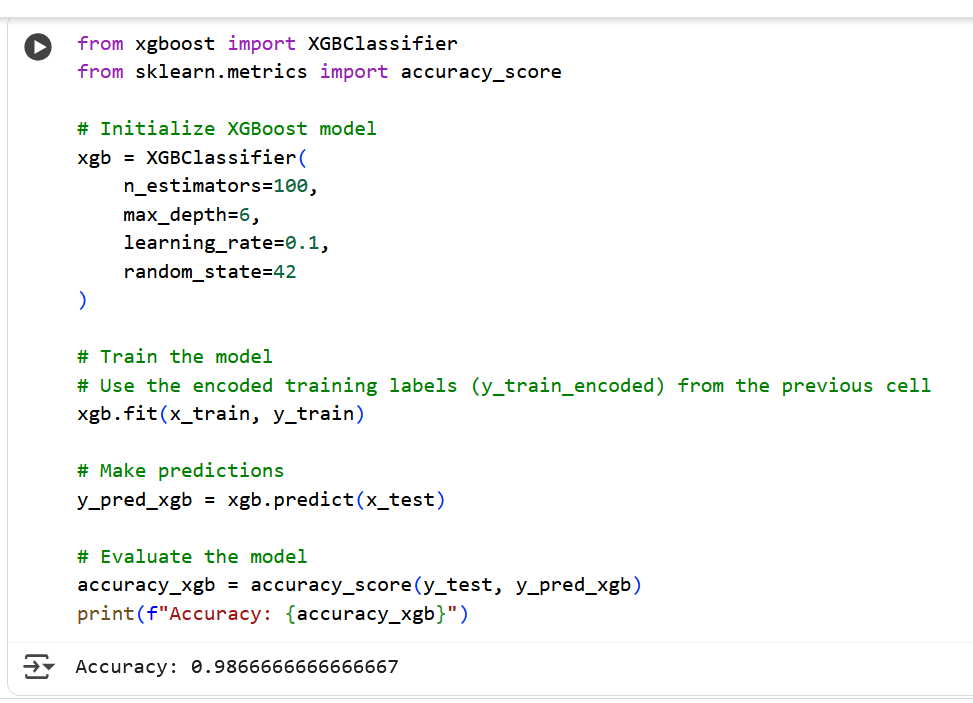 from xgboost import XGBClassifier
from sklearn.metrics import accuracy_score
# Initialize XGBoost model
xgb = XGBClassifier(
    n_estimators=100,
    max_depth=6,
    learning_rate=0.1,
    random_state=42
)
# Train the model
# Use the encoded training labels (y_train_encoded) from the previous cell
xgb.fit(x_train, y_train)
# Make predictions
y_pred_xgb = xgb.predict(x_test)
# Evaluate the model
accuracy_xgb = accuracy_score(y_test, y_pred_xgb)
print(f"Accuracy: {accuracy_xgb}")
Accuracy: 0.9866666666666667